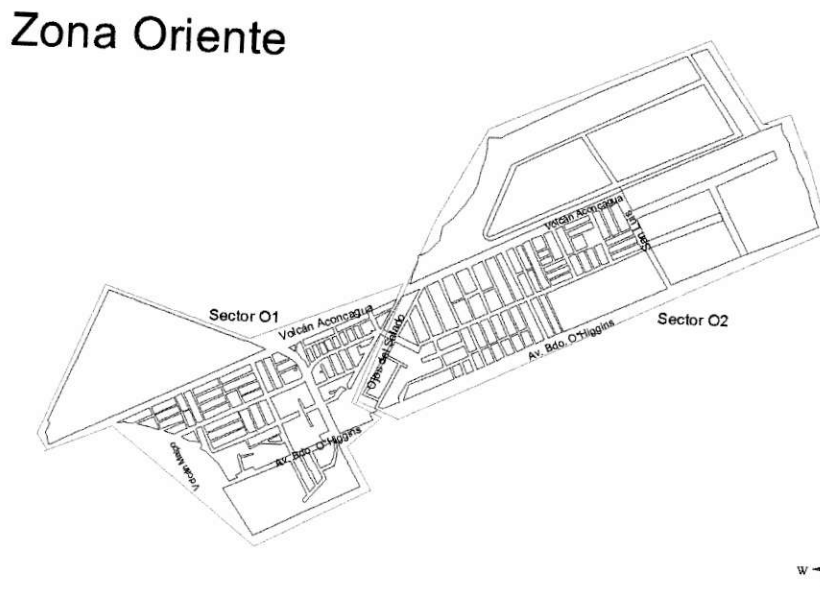 Zona Oriente
Volcán Aconcagua
San Luis
Sector O1
Volcán Aconcagua
Sector O2
Ojos del Salado
Av. Bdo. O'Higgins
Av. Bdo. O'Higgins
Volcán Maipo
W